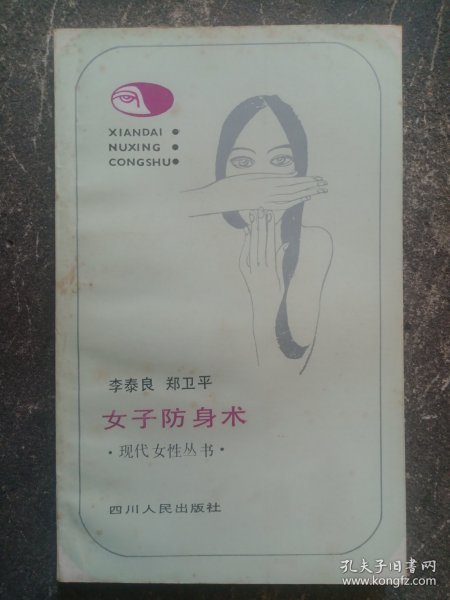 XIANDAI •
NUXING •
CONGSHU•
李泰良 郑卫平
女子防身术
·现代女性丛书·
四川人民出版社
孔夫子旧书网
www.kongfz.com